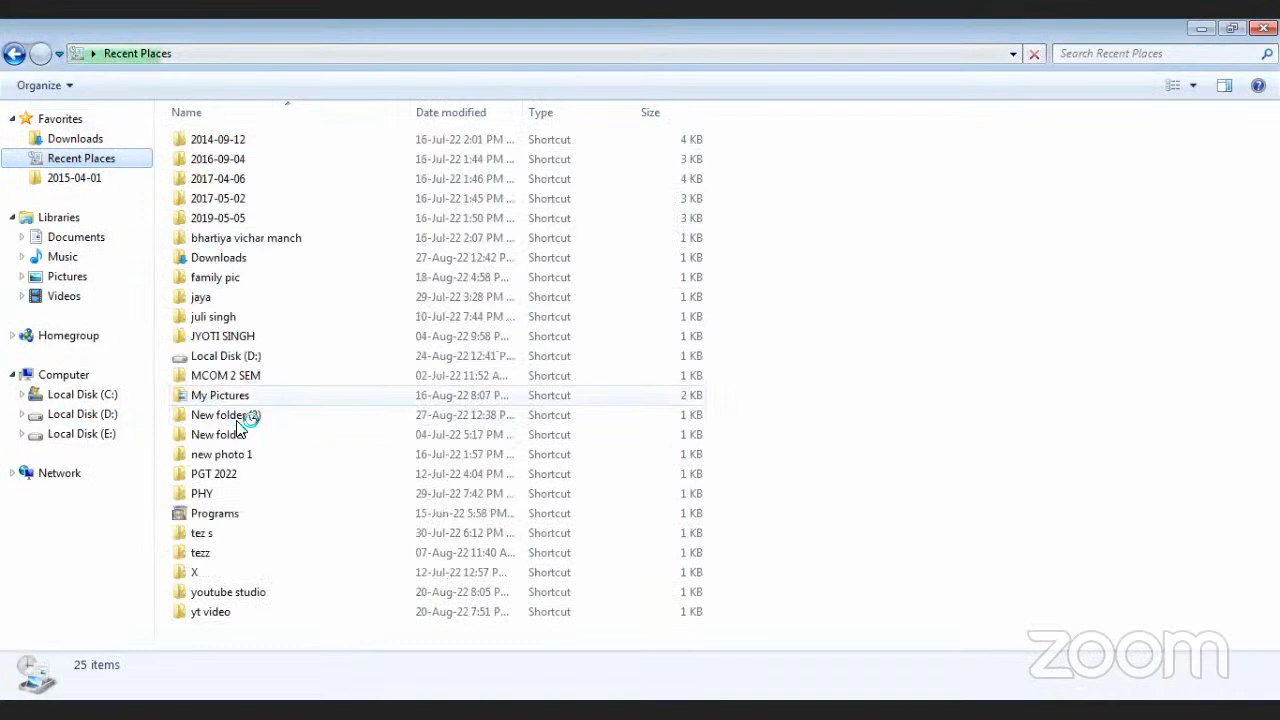 Recent Places
Search Recent Places
Organize
Name Date modified Type Size
Favorites
Downloads
Recent Places
2015-04-01
Libraries
Documents
Music
Pictures
Videos
Homegroup
Computer
Local Disk (C:)
Local Disk (D:)
Local Disk (E:)
Network
2014-09-12 16-Jul-22 2:01 PM ... Shortcut 4 KB
2016-09-04 16-Jul-22 1:44 PM ... Shortcut 3 KB
2017-04-06 16-Jul-22 1:46 PM ... Shortcut 4 KB
2017-05-02 16-Jul-22 1:45 PM ... Shortcut 3 KB
2019-05-05 16-Jul-22 1:50 PM ... Shortcut 3 KB
bhartiya vichar manch 16-Jul-22 2:07 PM ... Shortcut 1 KB
Downloads 27-Aug-22 12:42 P... Shortcut 1 KB
family pic 18-Aug-22 4:58 P... Shortcut 1 KB
jaya 29-Jul-22 3:28 PM ... Shortcut 1 KB
juli singh 10-Jul-22 7:44 PM ... Shortcut 1 KB
JYOTI SINGH 04-Aug-22 9:58 P... Shortcut 1 KB
Local Disk (D:) 24-Aug-22 12:41 P... Shortcut 1 KB
MCOM 2 SEM 02-Jul-22 11:52 A... Shortcut 1 KB
My Pictures 16-Aug-22 8:07 P... Shortcut 2 KB
New folder (2) 27-Aug-22 12:38 P... Shortcut 1 KB
New folder 04-Jul-22 5:17 PM ... Shortcut 1 KB
new photo 1 16-Jul-22 1:57 PM ... Shortcut 1 KB
PGT 2022 12-Jul-22 4:04 PM ... Shortcut 1 KB
PHY 29-Jul-22 7:42 PM ... Shortcut 1 KB
Programs 15-Jun-22 5:58 PM... Shortcut 1 KB
tez s 30-Jul-22 6:12 PM ... Shortcut 1 KB
tezz 07-Aug-22 11:40 A... Shortcut 1 KB
X 12-Jul-22 12:57 P... Shortcut 1 KB
youtube studio 20-Aug-22 8:05 P... Shortcut 1 KB
yt video 20-Aug-22 7:51 P... Shortcut 1 KB
25 items
zoom